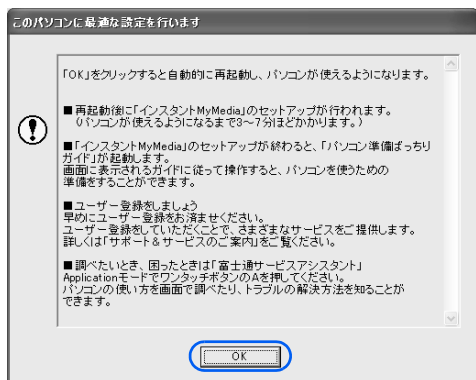 このパソコンに最適な設定を行います
「OK」をクリックすると自動的に再起動し、パソコンが使えるようになります。
■再起動後に「インスタントMyMedia」のセットアップが行われます。
（パソコンが使えるようになるまで3～7分ほどかかります。）
■「インスタントMyMedia」のセットアップが終わると、「パソコン準備ばっちり
ガイド」が起動します。
画面に表示されるガイドに従って操作すると、パソコンを使うための
準備をすることができます。
■ユーザー登録をしましょう
早めにユーザー登録をお済ませください。
ユーザー登録をしていただくことで、さまざまなサービスをご提供します。
詳しくは「サポート＆サービスのご案内」をご覧ください。
■調べたいとき、困ったときは「富士通サービスアシスタント」
Applicationモードでワンタッチボタンのを押してください。
パソコンの使い方を画面で調べたり、トラブルの解決方法を知ることが
できます。
OK